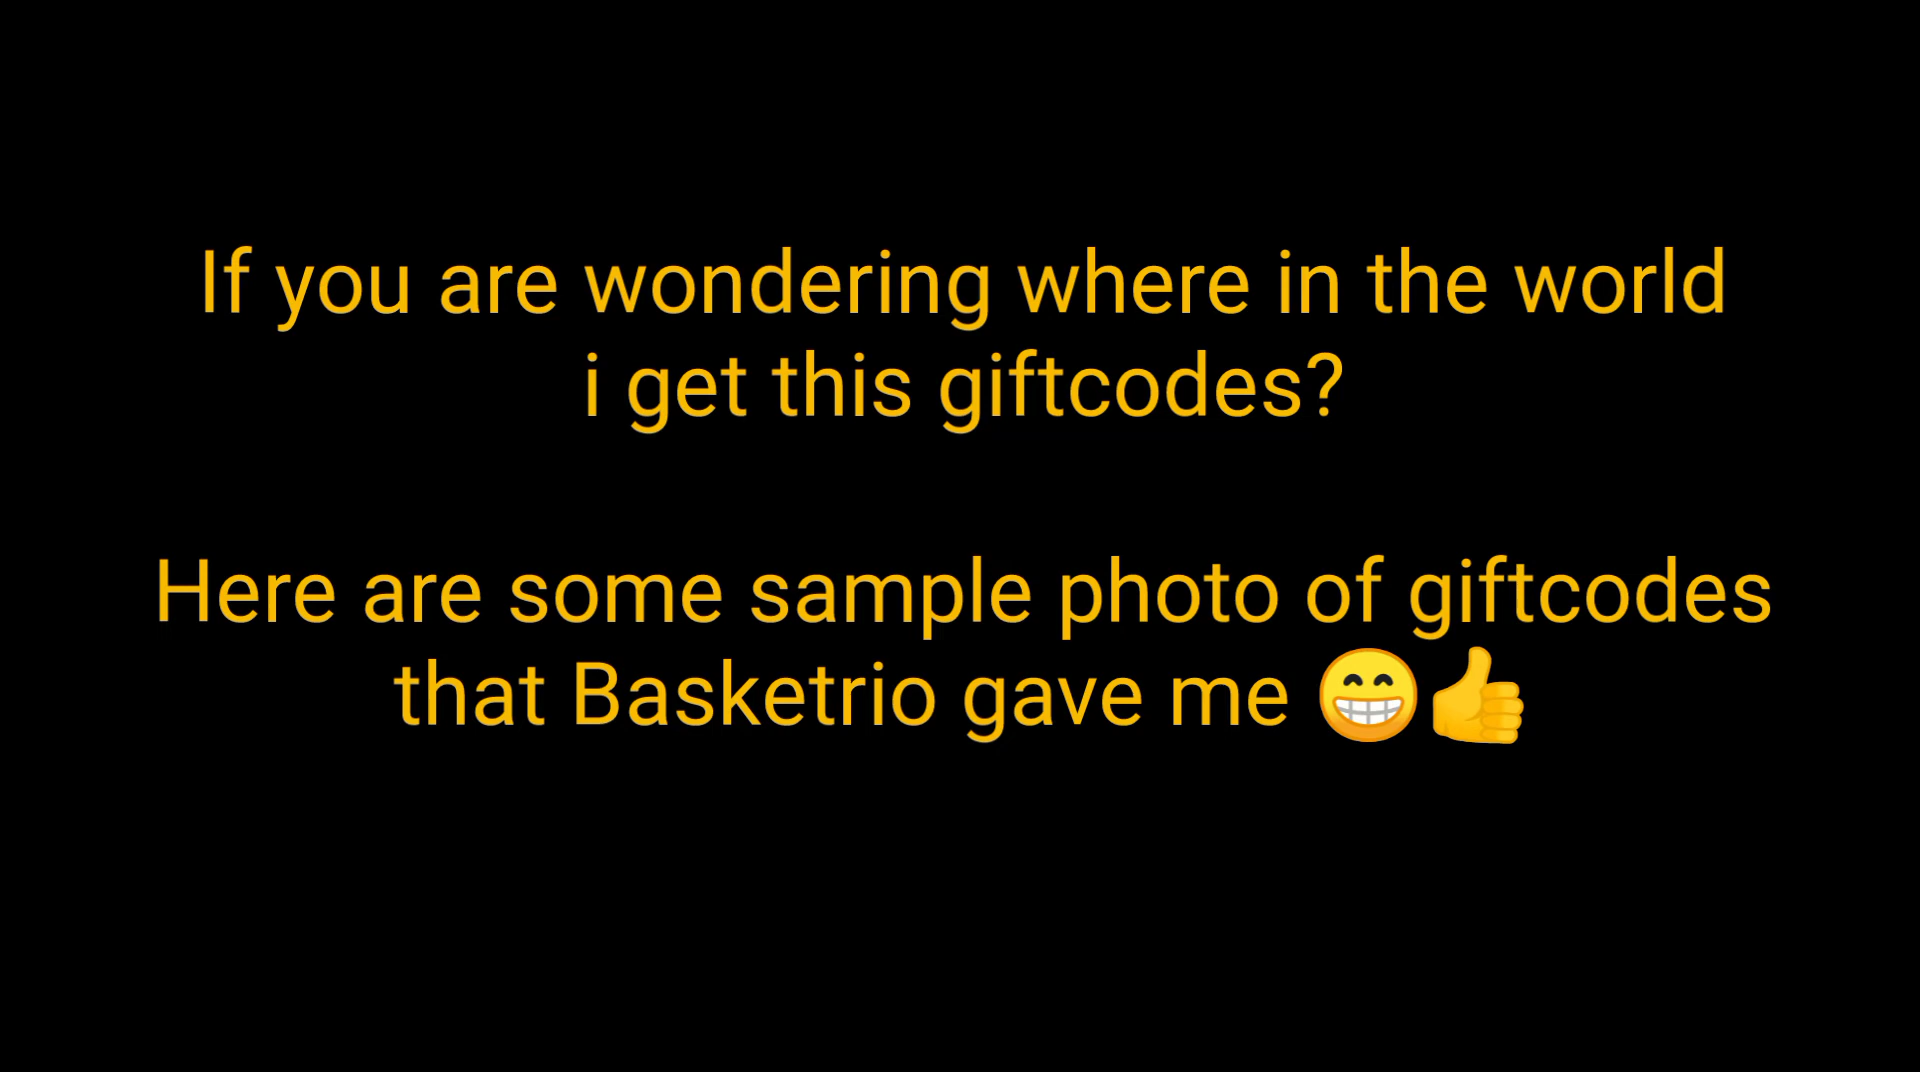 If you are wondering where in the world
i get this giftcodes?
Here are some sample photo of giftcodes
that Basketrio gave me 😁👍